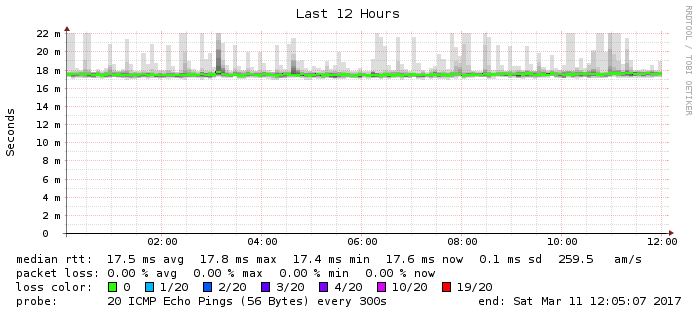 Last 12 Hours
RRDTOOL / TOBI OETIKER
Seconds
22 m
20 m
18 m
16 m
14 m
12 m
10 m
8 m
6 m
4 m
2 m
0
02:00 04:00 06:00 08:00 10:00 12:00
median rtt: 17.5 ms avg 17.8 ms max 17.4 ms min 17.6 ms now 0.1 ms sd 259.5 am/s
packet loss: 0.00 % avg 0.00 % max 0.00 % min 0.00 % now
loss color: 0 1/20 2/20 3/20 4/20 10/20 19/20
probe: 20 ICMP Echo Pings (56 Bytes) every 300s end: Sat Mar 11 12:05:07 2017